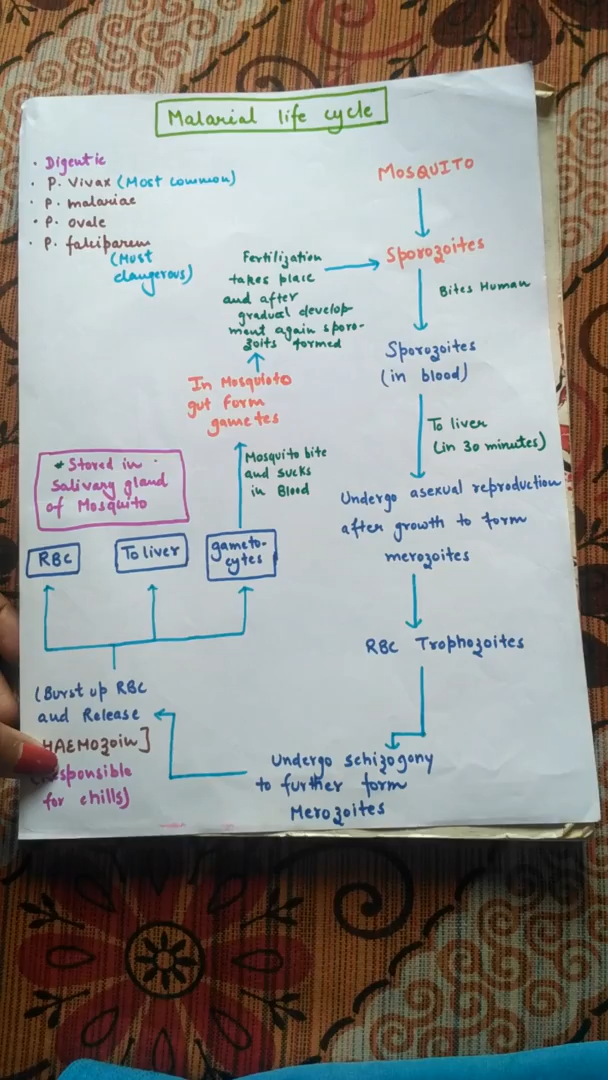 Malarial life cycle
• Digentic
• P. Vivax (Most common)
• P. malariae
• P. ovale
• P. falciparem
(Most
dangerous)
MOSQUITO
Sporozoites
Bites Human
Sporozoites
(in blood)
To liver
(in 30 minutes)
Undergo asexual reproduction
after growth to form
merozoites
RBC Trophozoites
Undergo schizogony
to further form
Merozoites
(Burst up RBC
and Release
HAEMOZOIN]
(Responsible
for chills)
RBC
To liver
gameto-
cytes
* Stored in
salivary gland
of Mosquito
Mosquito bite
and sucks
in Blood
In Mosquioto
gut form
gametes
Fertilization
takes place
and after
gradual develop
ment again sporo-
zoits formed